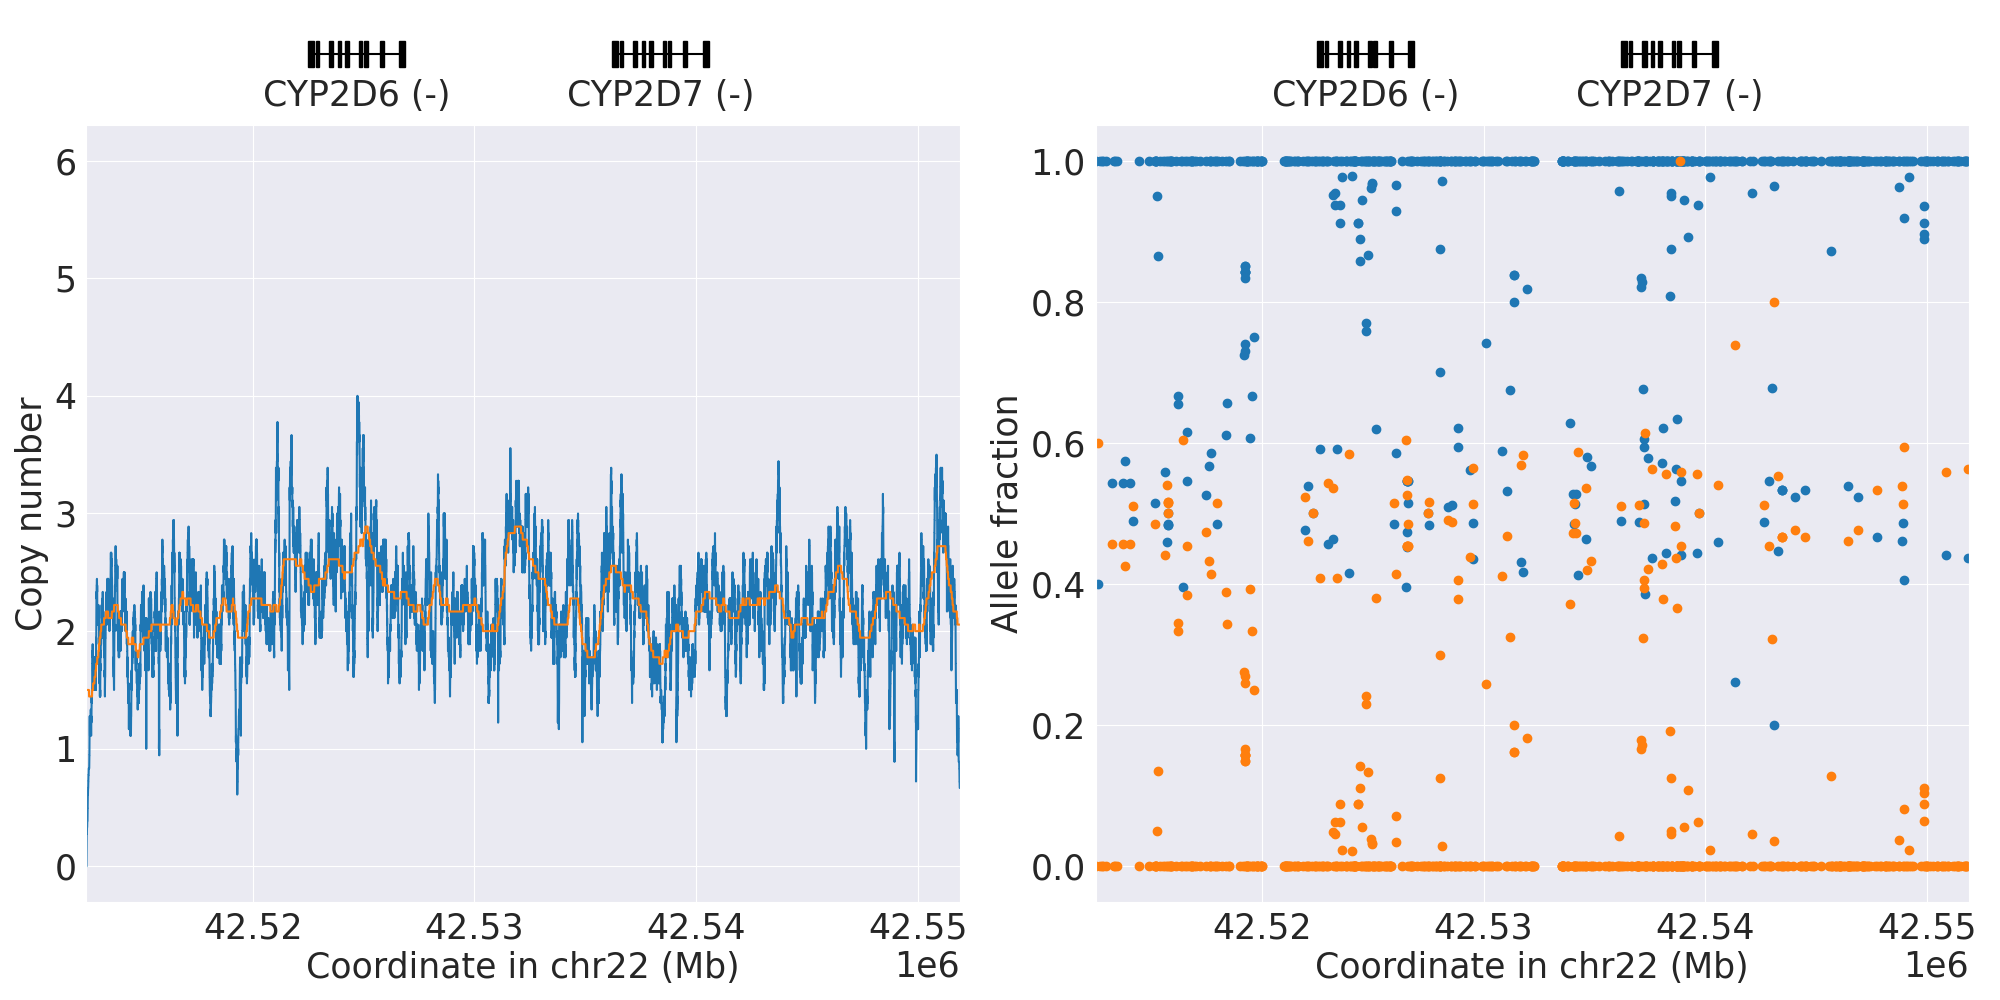 CYP2D6 (-) CYP2D7 (-)
6
5
4
3
2
1
0
Copy number
42.52 42.53 42.54 42.55
Coordinate in chr22 (Mb) 1e6
CYP2D6 (-) CYP2D7 (-)
1.0
0.8
0.6
0.4
0.2
0.0
Allele fraction
42.52 42.53 42.54 42.55
Coordinate in chr22 (Mb) 1e6